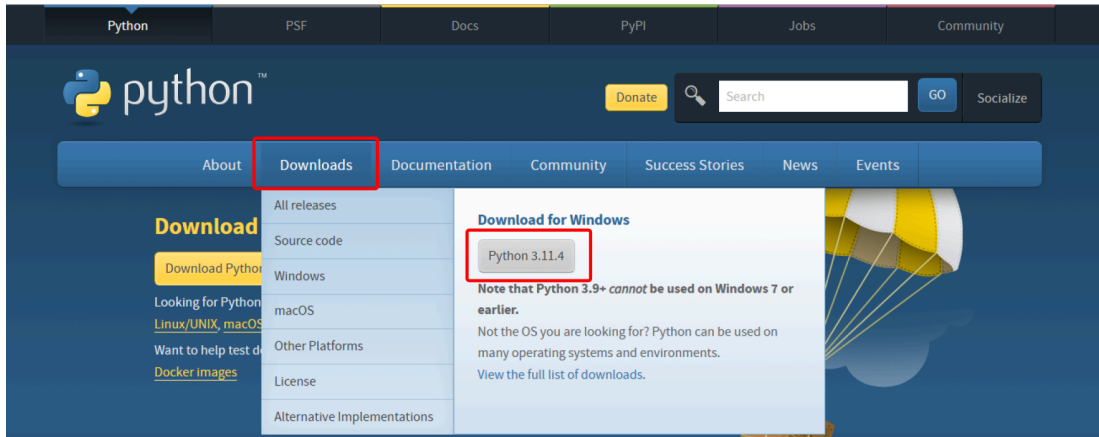 Python PSF Docs PyPI Jobs Community
python™
Donate Search GO Socialize
About Downloads Documentation Community Success Stories News Events
All releases
Source code
Windows
macOS
Other Platforms
License
Alternative Implementations
Download for Windows
Python 3.11.4
Note that Python 3.9+ cannot be used on Windows 7 or
earlier.
Not the OS you are looking for? Python can be used on
many operating systems and environments.
View the full list of downloads.
Download
Download Python
Looking for Python
Linux/UNIX, macOS
Want to help test
Docker images